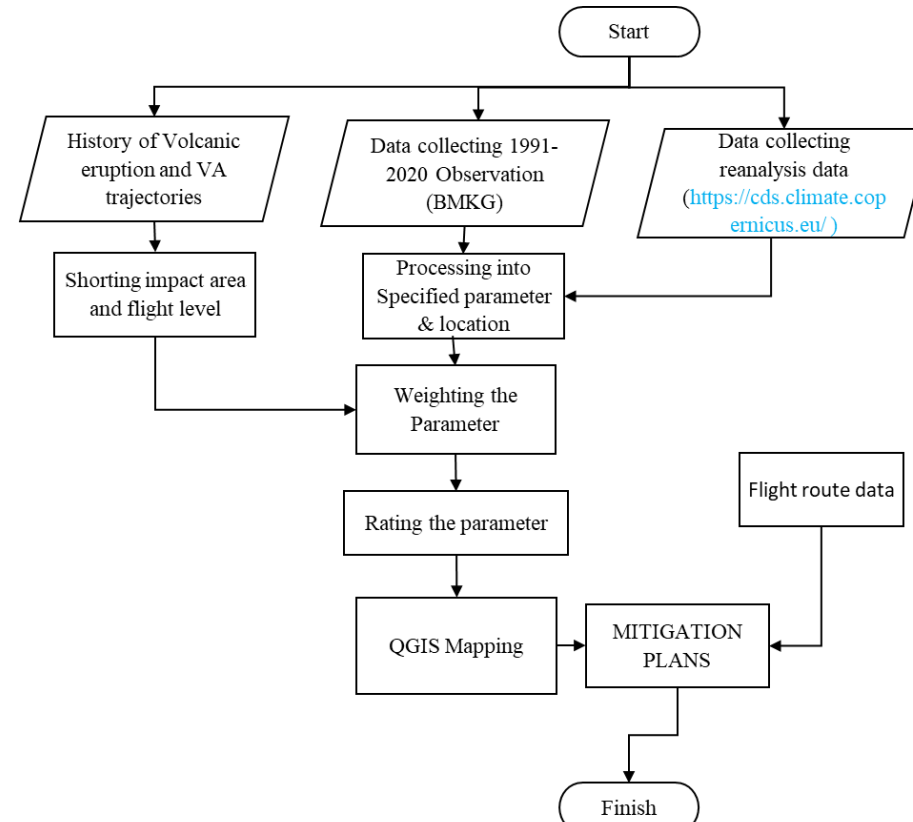 Start
History of Volcanic
eruption and VA
trajectories
Data collecting 1991-
2020 Observation
(BMKG)
Data collecting
reanalysis data
(https://cds.climate.cop
ernicus.eu/ )
Shorting impact area
and flight level
Processing into
Specified parameter
& location
Weighting the
Parameter
Flight route data
Rating the parameter
QGIS Mapping
MITIGATION
PLANS
Finish